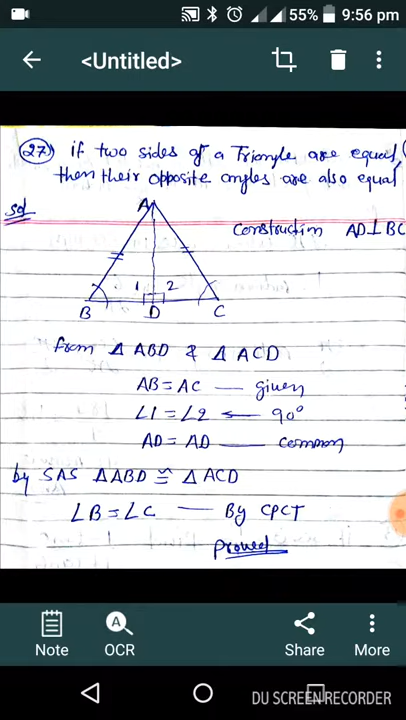 55% 9:56 pm
<Untitled>
27) if two sides of a Triangle are equal,
then their opposite angles are also equal
Sol
A
Construction AD⊥BC
1 2
B D C
from Δ ABD & Δ ACD
AB = AC — given
∠1 = ∠2 ← 90°
AD = AD — common
by SAS ΔABD ≅ Δ ACD
∠B = ∠C — By CPCT
Proved
A
Note OCR Share More
DU SCREEN RECORDER